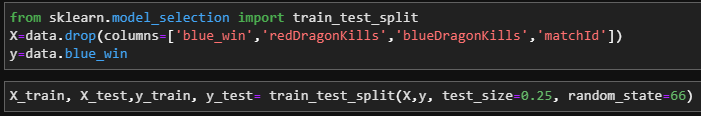 from sklearn.model_selection import train_test_split
X=data.drop(columns=['blue_win','redDragonKills','blueDragonKills','matchId'])
y=data.blue_win
X_train, X_test,y_train, y_test= train_test_split(X,y, test_size=0.25, random_state=66)